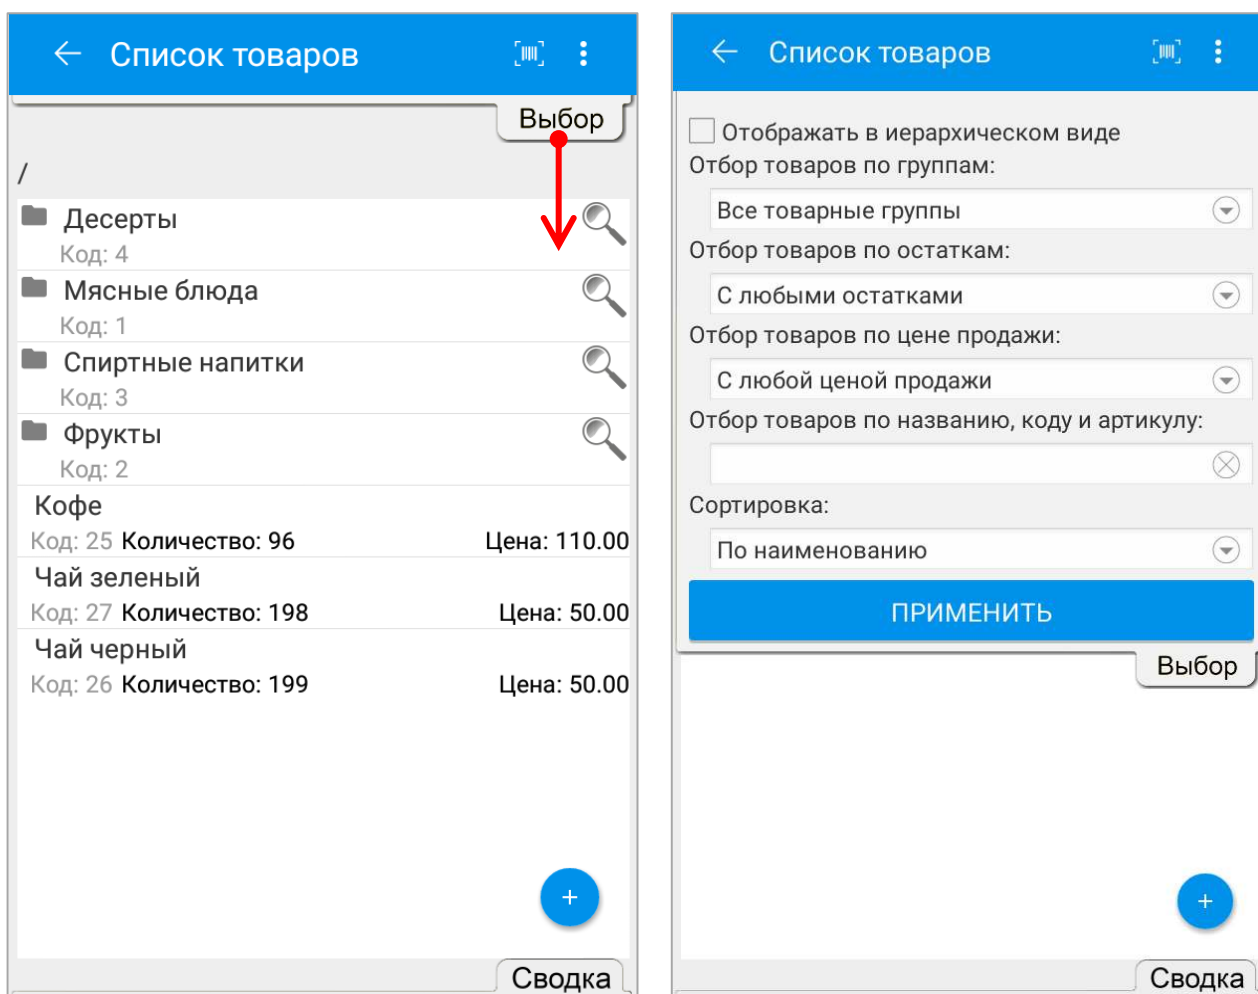 Список товаров
Выбор
/
Десерты
Код: 4
Мясные блюда
Код: 1
Спиртные напитки
Код: 3
Фрукты
Код: 2
Кофе
Код: 25 Количество: 96 Цена: 110.00
Чай зеленый
Код: 27 Количество: 198 Цена: 50.00
Чай черный
Код: 26 Количество: 199 Цена: 50.00
+
Сводка
Список товаров
Отображать в иерархическом виде
Отбор товаров по группам:
Все товарные группы
Отбор товаров по остаткам:
С любыми остатками
Отбор товаров по цене продажи:
С любой ценой продажи
Отбор товаров по названию, коду и артикулу:
Сортировка:
По наименованию
ПРИМЕНИТЬ
Выбор
+
Сводка